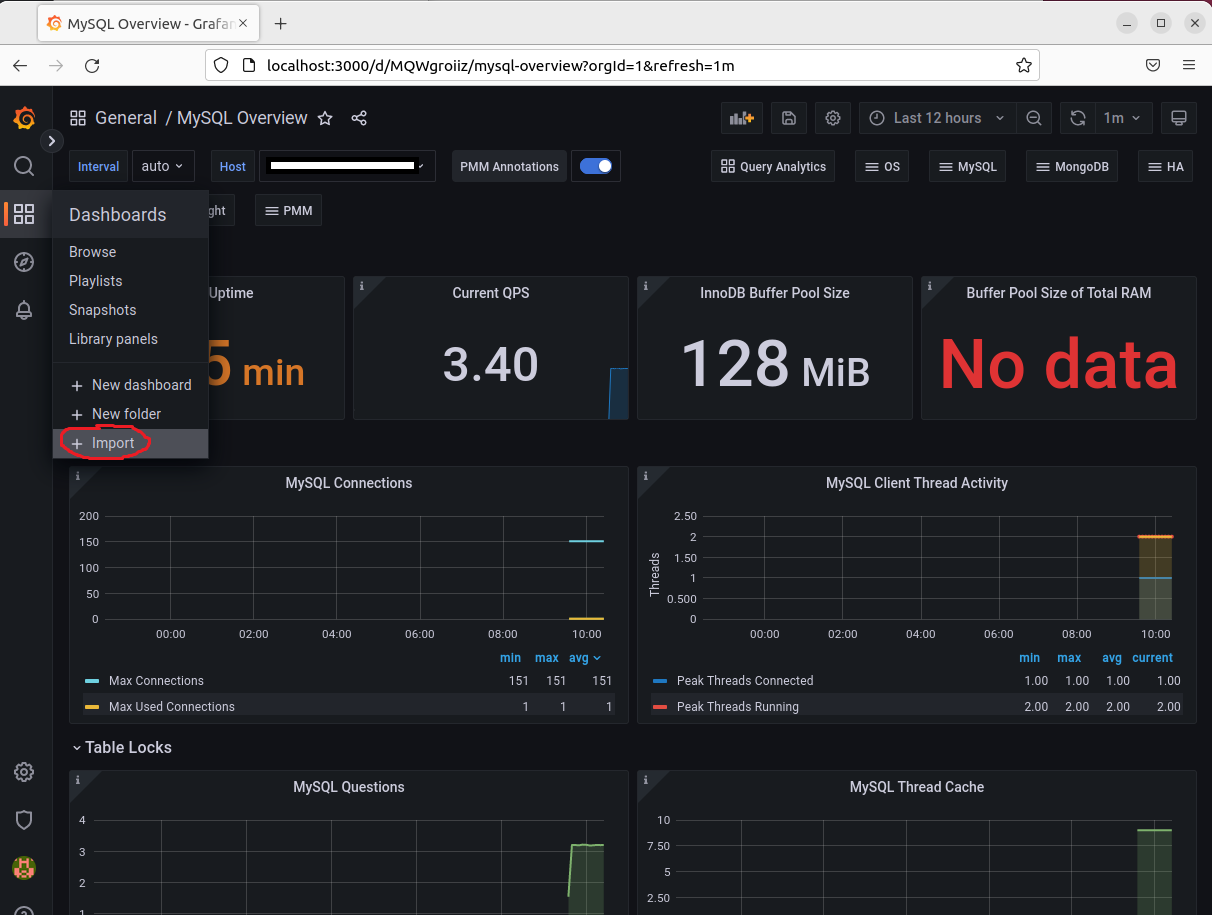 MySQL Overview - Grafan
localhost:3000/d/MQWgroiiz/mysql-overview?orgId=1&refresh=1m
General / MySQL Overview
Last 12 hours
1m
Interval
auto
Host
PMM Annotations
Query Analytics
OS
MySQL
MongoDB
HA
Dashboards
ght
PMM
Browse
Playlists
Snapshots
Library panels
+ New dashboard
+ New folder
+ Import
Uptime
5 min
Current QPS
3.40
InnoDB Buffer Pool Size
128 MiB
Buffer Pool Size of Total RAM
No data
MySQL Connections
200
150
100
50
0
00:00 02:00 04:00 06:00 08:00 10:00
min max avg
Max Connections 151 151 151
Max Used Connections 1 1 1
MySQL Client Thread Activity
Threads
2.50
2
1.50
1
0.500
0
00:00 02:00 04:00 06:00 08:00 10:00
min max avg current
Peak Threads Connected 1.00 1.00 1.00 1.00
Peak Threads Running 2.00 2.00 2.00 2.00
Table Locks
MySQL Questions
4
3
2
1
MySQL Thread Cache
10
7.50
5
2.50